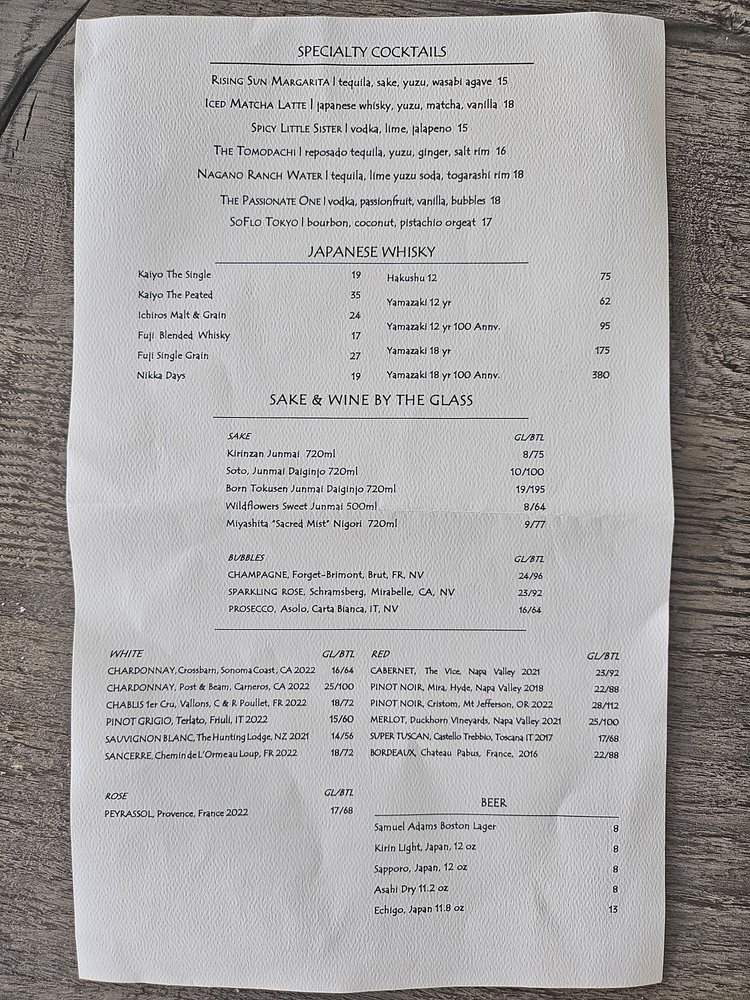 SPECIALTY COCKTAILS
RISING SUN MARGARITA | tequila, sake, yuzu, wasabi agave 15
ICED MATCHA LATTE | japanese whisky, yuzu, matcha, vanilla 18
SPICY LITTLE SISTER | vodka, lime, jalapeno 15
THE TOMODACHI | reposado tequila, yuzu, ginger, salt rim 16
NAGANO RANCH WATER | tequila, lime yuzu soda, togarashi rim 18
THE PASSIONATE ONE | vodka, passionfruit, vanilla, bubbles 18
SOFLO TOKYO | bourbon, coconut, pistachio orgeat 17
JAPANESE WHISKY
Kaiyo The Single 19
Kaiyo The Peated 35
Ichiros Malt & Grain 24
Fuji Blended Whisky 17
Fuji Single Grain 27
Nikka Days 19
Hakushu 12 75
Yamazaki 12 yr 62
Yamazaki 12 yr 100 Annv. 95
Yamazaki 18 yr 175
Yamazaki 18 yr 100 Annv. 380
SAKE & WINE BY THE GLASS
SAKE GL/BTL
Kirinzan Junmai 720ml 8/75
Soto, Junmai Daiginjo 720ml 10/100
Born Tokusen Junmai Daiginjo 720ml 19/195
Wildflowers Sweet Junmai 500ml 8/64
Miyashita "Sacred Mist" Nigori 720ml 9/77
BUBBLES GL/BTL
CHAMPAGNE, Forget-Brimont, Brut, FR, NV 24/96
SPARKLING ROSE, Schramsberg, Mirabelle, CA, NV 23/92
PROSECCO, Asolo, Carta Bianca, IT, NV 16/64
WHITE GL/BTL
CHARDONNAY, Crossbarn, Sonoma Coast, CA 2022 16/64
CHARDONNAY, Post & Beam, Carneros, CA 2022 25/100
CHABLIS 1er Cru, Vallons, C & R Poullet, FR 2022 18/72
PINOT GRIGIO, Terlato, Friuli, IT 2022 15/60
SAUVIGNON BLANC, The Hunting Lodge, NZ 2021 14/56
SANCERRE, Chemin de L'Ormeau Loup, FR 2022 18/72
RED GL/BTL
CABERNET, The Vice, Napa Valley 2021 23/92
PINOT NOIR, Mira, Hyde, Napa Valley 2018 22/88
PINOT NOIR, Cristom, Mt Jefferson, OR 2022 28/112
MERLOT, Duckhorn Vineyards, Napa Valley 2021 25/100
SUPER TUSCAN, Castello Trebbio, Toscana IT 2017 17/68
BORDEAUX, Chateau Pabus, France, 2016 22/88
ROSE GL/BTL
PEYRASSOL, Provence, France 2022 17/68
BEER
Samuel Adams Boston Lager 8
Kirin Light, Japan, 12 oz 8
Sapporo, Japan, 12 oz 8
Asahi Dry 11.2 oz 8
Echigo, Japan 11.8 oz 13